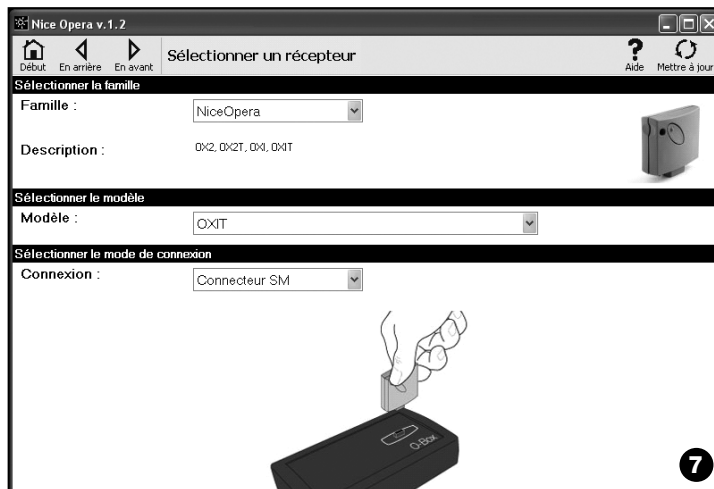 Nice Opera v.1.2
Début En arrière En avant Sélectionner un récepteur Aide Mettre à jour
Sélectionner la famille
Famille : NiceOpera
Description : OX2, OX2T, OXI, OXIT
Sélectionner le modèle
Modèle : OXIT
Sélectionner le mode de connexion
Connexion : Connecteur SM
O-Box
7